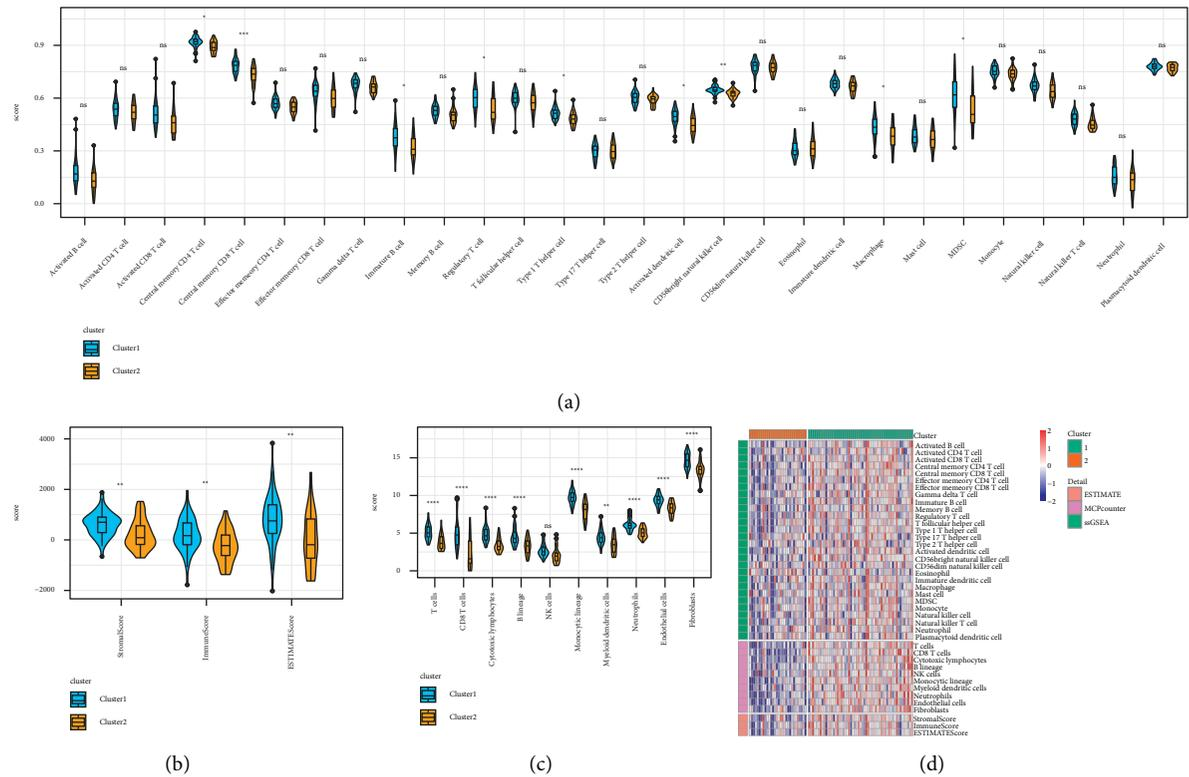 0.9
0.6
0.3
0.0
score
ns
ns
ns
*
***
ns
ns
ns
*
ns
*
ns
*
ns
ns
*
**
ns
ns
ns
*
ns
*
ns
ns
ns
ns
ns
Activated B cell
Activated CD4 T cell
Activated CD8 T cell
Central memory CD4 T cell
Central memory CD8 T cell
Effector memeory CD4 T cell
Effector memeory CD8 T cell
Gamma delta T cell
Immature B cell
Memory B cell
Regulatory T cell
T follicular helper cell
Type 1 T helper cell
Type 17 T helper cell
Type 2 T helper cell
Activated dendritic cell
CD56bright natural killer cell
CD56dim natural killer cell
Eosinophil
Immature dendritic cell
Macrophage
Mast cell
MDSC
Monocyte
Natural killer cell
Natural killer T cell
Neutrophil
Plasmacytoid dendritic cell
cluster
Cluster1
Cluster2
(a)
4000
2000
0
−2000
score
**
**
**
StromalScore
ImmuneScore
ESTIMATEScore
cluster
Cluster1
Cluster2
(b)
15
10
5
0
score
****
****
****
****
ns
****
**
****
****
****
T cells
CD8 T cells
Cytotoxic lymphocytes
B lineage
NK cells
Monocytic lineage
Myeloid dendritic cells
Neutrophils
Endothelial cells
Fibroblasts
cluster
Cluster1
Cluster2
(c)
Cluster
Activated B cell
Activated CD4 T cell
Activated CD8 T cell
Central memory CD4 T cell
Central memory CD8 T cell
Effector memeory CD4 T cell
Effector memeory CD8 T cell
Gamma delta T cell
Immature B cell
Memory B cell
Regulatory T cell
T follicular helper cell
Type 1 T helper cell
Type 17 T helper cell
Type 2 T helper cell
Activated dendritic cell
CD56bright natural killer cell
CD56dim natural killer cell
Eosinophil
Immature dendritic cell
Macrophage
Mast cell
MDSC
Monocyte
Natural killer cell
Natural killer T cell
Neutrophil
Plasmacytoid dendritic cell
T cells
CD8 T cells
Cytotoxic lymphocytes
B lineage
NK cells
Monocytic lineage
Myeloid dendritic cells
Neutrophils
Endothelial cells
Fibroblasts
StromalScore
ImmuneScore
ESTIMATEScore
2
1
0
−1
−2
Cluster
1
2
Detail
ESTIMATE
MCPcounter
ssGSEA
(d)